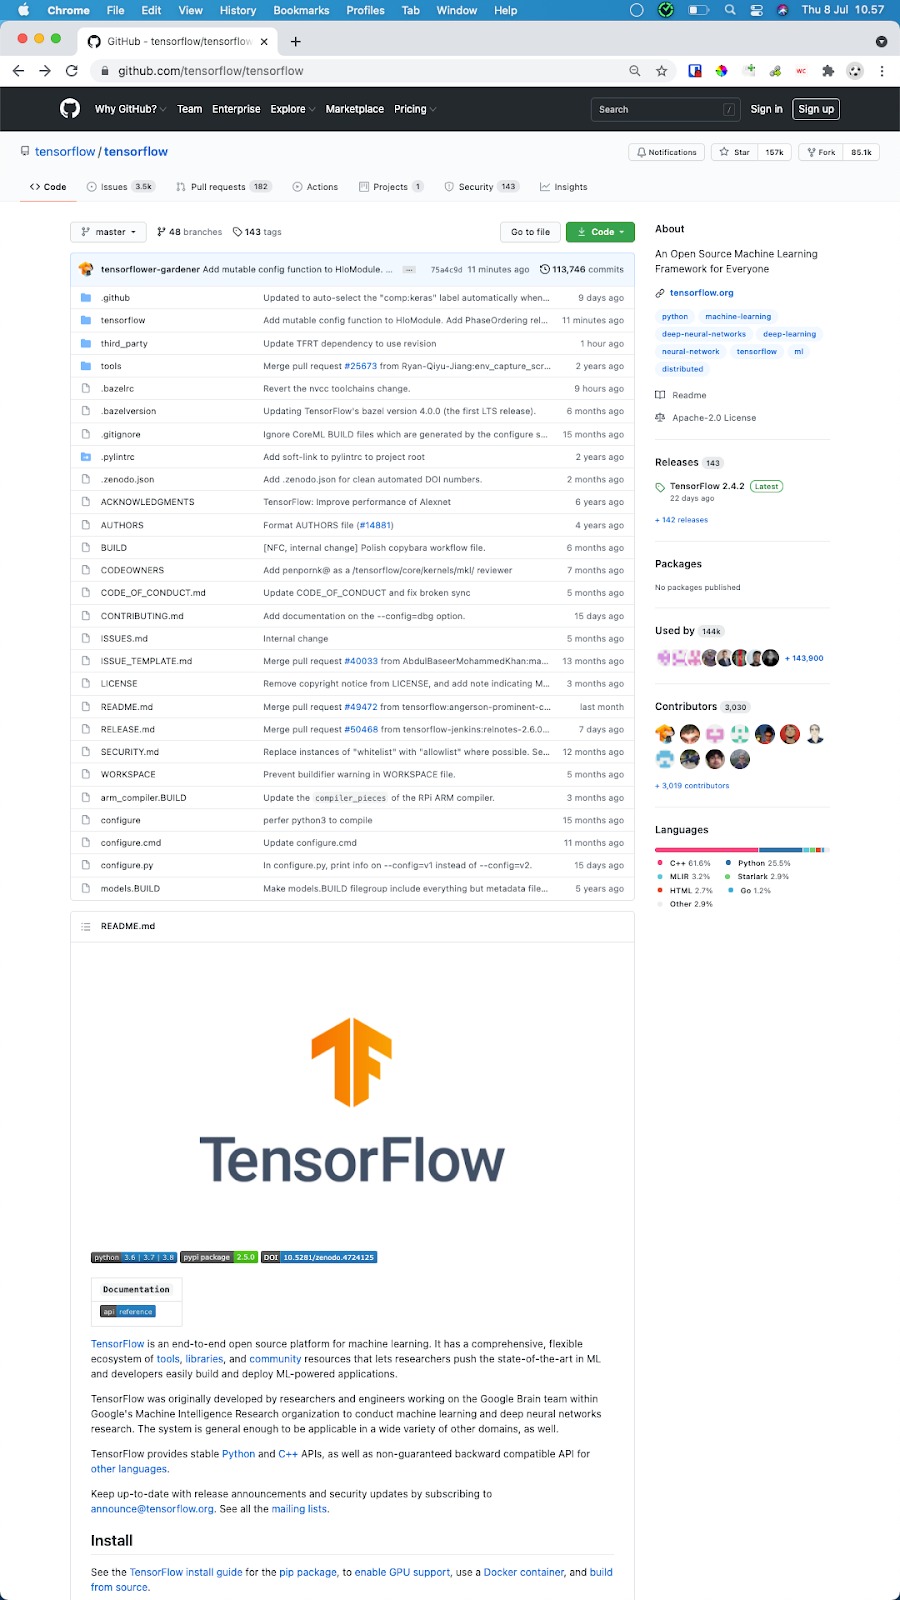 Chrome File Edit View History Bookmarks Profiles Tab Window Help Thu 8 Jul 10.57
GitHub - tensorflow/tensorflow
github.com/tensorflow/tensorflow
Why GitHub? Team Enterprise Explore Marketplace Pricing Search / Sign in Sign up
tensorflow / tensorflow Notifications Star 157k Fork 85.1k
Code Issues 3.5k Pull requests 182 Actions Projects 1 Security 143 Insights
master 48 branches 143 tags Go to file Code
tensorflower-gardener Add mutable config function to HloModule. ... 75a4c9d 11 minutes ago 113,746 commits
.github Updated to auto-select the "comp:keras" label automatically when... 9 days ago
tensorflow Add mutable config function to HloModule. Add PhaseOrdering rel... 11 minutes ago
third_party Update TFRT dependency to use revision 1 hour ago
tools Merge pull request #25673 from Ryan-Qiyu-Jiang:env_capture_scr... 2 years ago
.bazelrc Revert the nvcc toolchains change. 9 hours ago
.bazelversion Updating TensorFlow's bazel version 4.0.0 (the first LTS release). 6 months ago
.gitignore Ignore CoreML BUILD files which are generated by the configure s... 15 months ago
.pylintrc Add soft-link to pylintrc to project root 2 years ago
.zenodo.json Add .zenodo.json for clean automated DOI numbers. 2 months ago
ACKNOWLEDGMENTS TensorFlow: Improve performance of Alexnet 6 years ago
AUTHORS Format AUTHORS file (#14881) 4 years ago
BUILD [NFC, internal change] Polish copybara workflow file. 6 months ago
CODEOWNERS Add penpornk@ as a /tensorflow/core/kernels/mkl/ reviewer 7 months ago
CODE_OF_CONDUCT.md Update CODE_OF_CONDUCT and fix broken sync 5 months ago
CONTRIBUTING.md Add documentation on the --config=dbg option. 15 days ago
ISSUES.md Internal change 5 months ago
ISSUE_TEMPLATE.md Merge pull request #40033 from AbdulBaseerMohammedKhan:ma... 13 months ago
LICENSE Remove copyright notice from LICENSE, and add note indicating M... 3 months ago
README.md Merge pull request #49472 from tensorflow:angerson-prominent-c... last month
RELEASE.md Merge pull request #50468 from tensorflow-jenkins:relnotes-2.6.0... 7 days ago
SECURITY.md Replace instances of "whitelist" with "allowlist" where possible. Se... 12 months ago
WORKSPACE Prevent buildifier warning in WORKSPACE file. 5 months ago
arm_compiler.BUILD Update the compiler_pieces of the RPi ARM compiler. 3 months ago
configure perfer python3 to compile 15 months ago
configure.cmd Update configure.cmd 11 months ago
configure.py In configure.py, print info on --config=v1 instead of --config=v2. 15 days ago
models.BUILD Make models.BUILD filegroup include everything but metadata file... 5 years ago
About
An Open Source Machine Learning
Framework for Everyone
tensorflow.org
python machine-learning
deep-neural-networks deep-learning
neural-network tensorflow ml
distributed
Readme
Apache-2.0 License
Releases 143
TensorFlow 2.4.2 Latest
22 days ago
+ 142 releases
Packages
No packages published
Used by 144k
+ 143,900
Contributors 3,030
+ 3,019 contributors
Languages
C++ 61.6% Python 25.5%
MLIR 3.2% Starlark 2.9%
HTML 2.7% Go 1.2%
Other 2.9%
README.md
TensorFlow
python 3.6 | 3.7 | 3.8 pypi package 2.5.0 DOI 10.5281/zenodo.4724125
Documentation
api reference
TensorFlow is an end-to-end open source platform for machine learning. It has a comprehensive, flexible
ecosystem of tools, libraries, and community resources that lets researchers push the state-of-the-art in ML
and developers easily build and deploy ML-powered applications.
TensorFlow was originally developed by researchers and engineers working on the Google Brain team within
Google's Machine Intelligence Research organization to conduct machine learning and deep neural networks
research. The system is general enough to be applicable in a wide variety of other domains, as well.
TensorFlow provides stable Python and C++ APIs, as well as non-guaranteed backward compatible API for
other languages.
Keep up-to-date with release announcements and security updates by subscribing to
announce@tensorflow.org. See all the mailing lists.
Install
See the TensorFlow install guide for the pip package, to enable GPU support, use a Docker container, and build
from source.